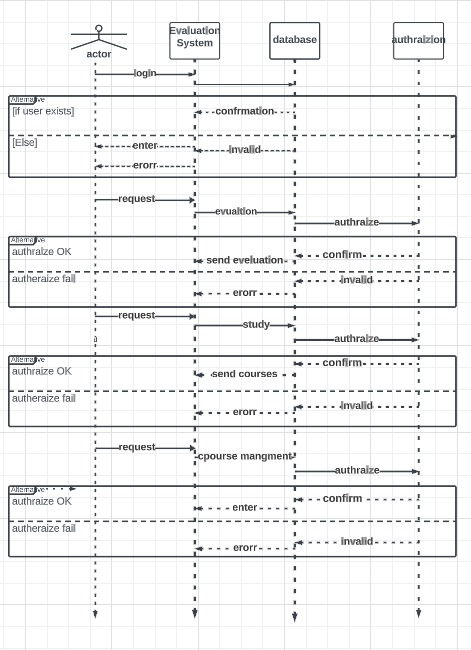 Evaluation
System
database
authraizlon
actor
login
Alternative
[if user exists]
confrmation
[Else]
enter
invalid
erorr
request
evualtion
authraize
Alternative
authraize OK
confirm
send eveluation
autheraize fail
invalid
erorr
request
study
authraize
Alternative
authraize OK
confirm
send courses
autheraize fail
invalid
erorr
request
cpourse mangment
authraize
Alternative
authraize OK
confirm
enter
autheraize fail
invalid
erorr